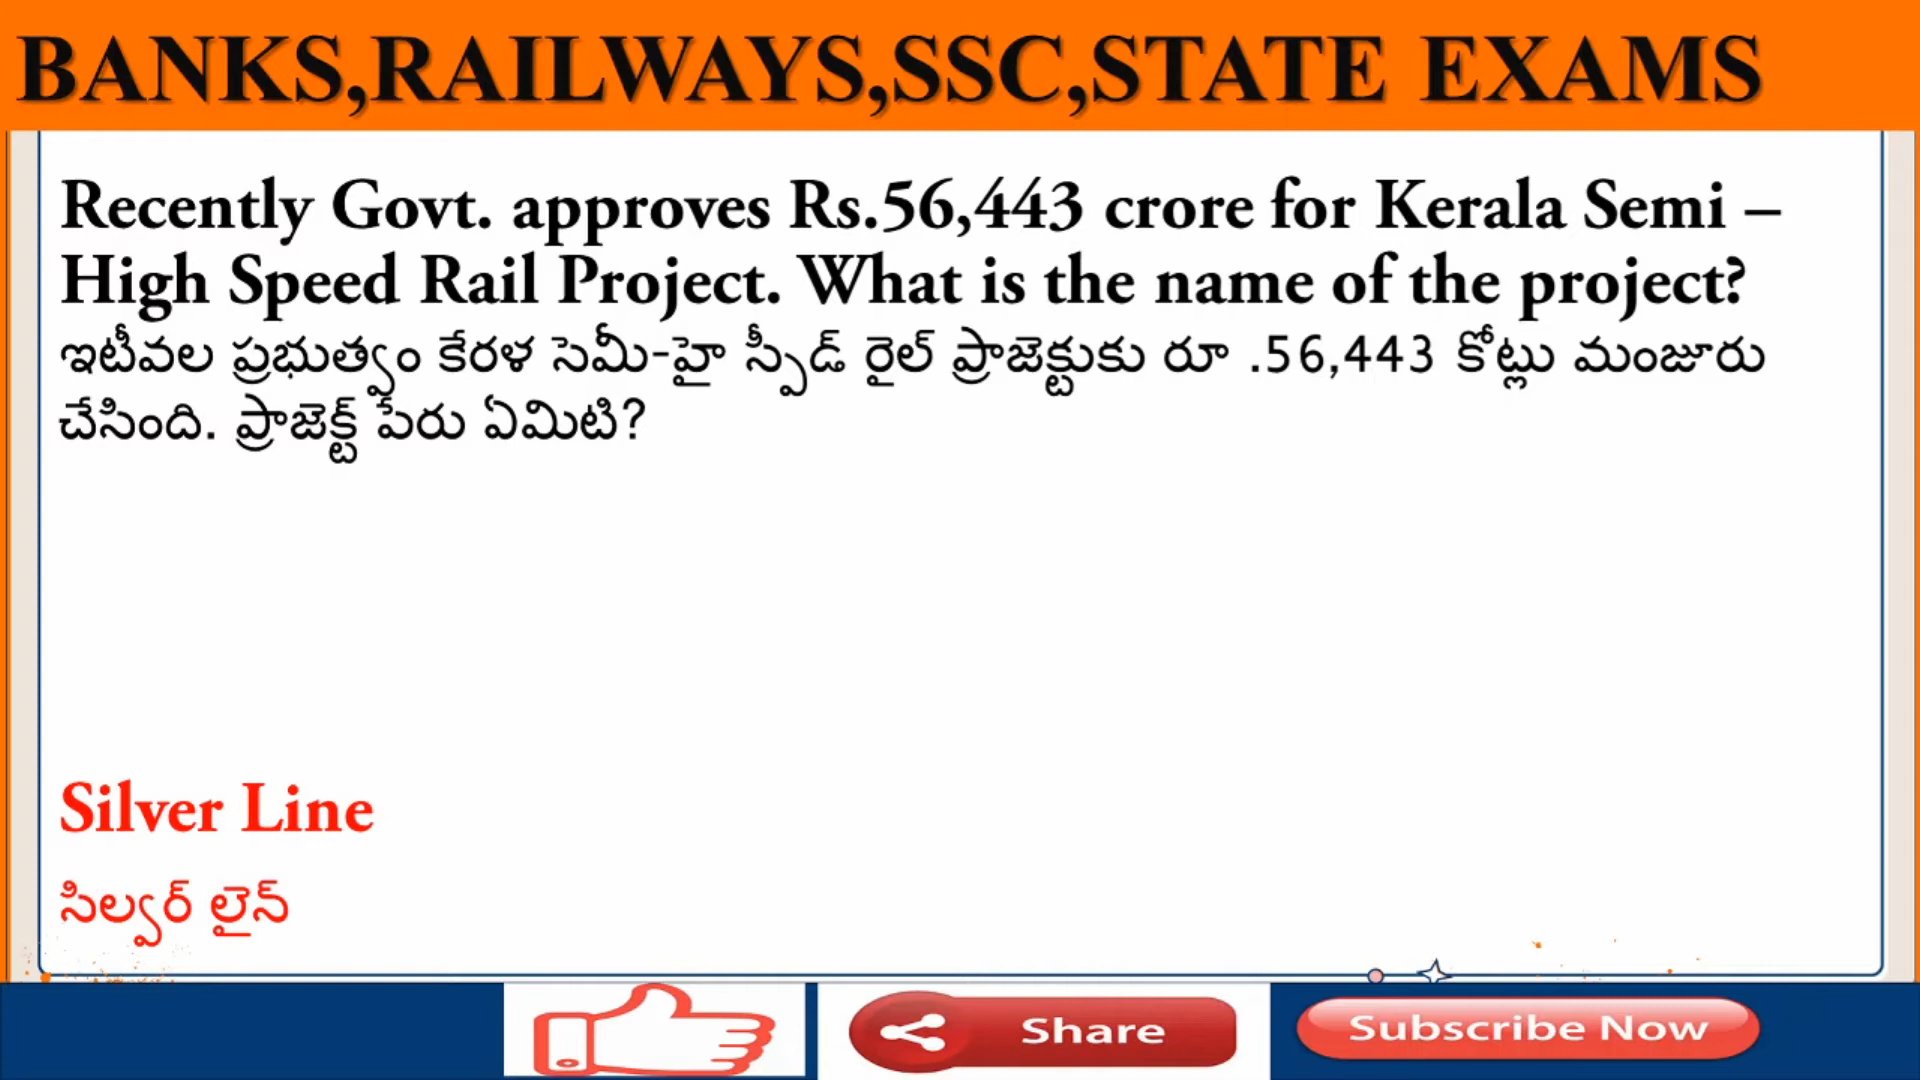 BANKS,RAILWAYS,SSC,STATE EXAMS
Recently Govt. approves Rs.56,443 crore for Kerala Semi –
High Speed Rail Project. What is the name of the project?
ఇటీవల ప్రభుత్వం కేరళ సెమీ-హై స్పీడ్ రైల్ ప్రాజెక్టుకు రూ .56,443 కోట్లు మంజూరు
చేసింది. ప్రాజెక్ట్ పేరు ఏమిటి?
Silver Line
సిల్వర్ లైన్
Share
Subscribe Now